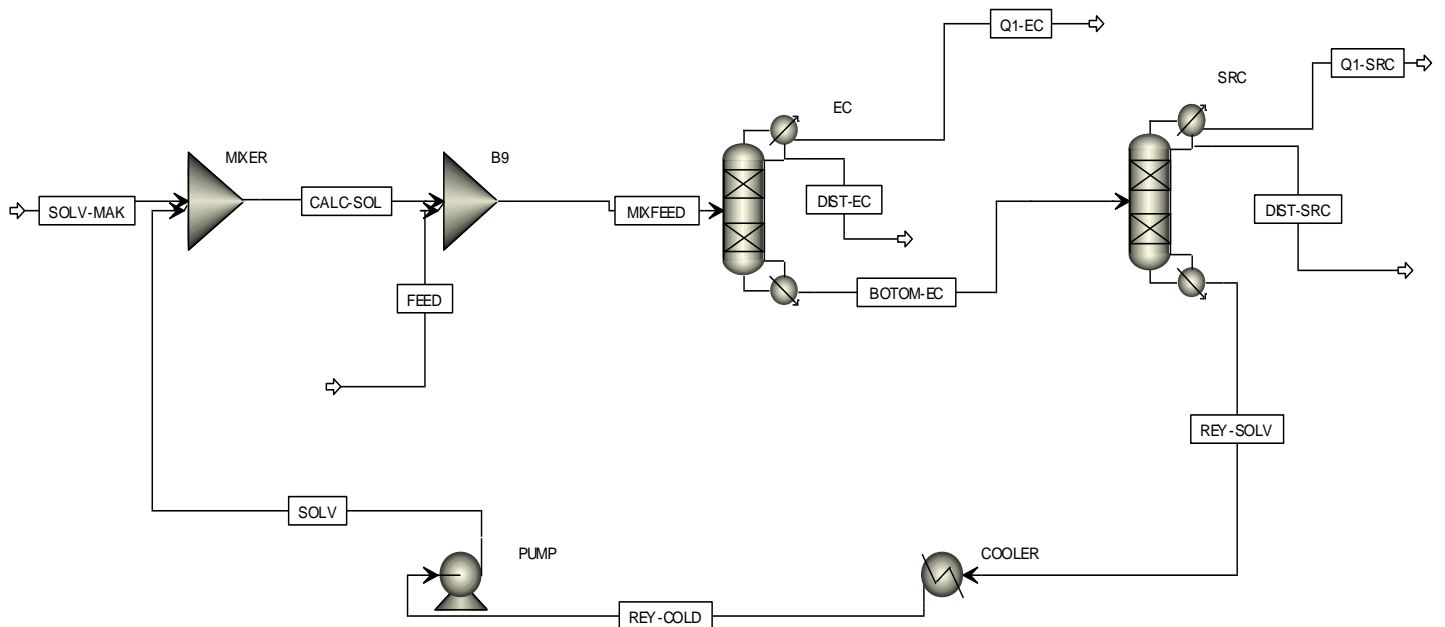 Q1-EC
Q1-SRC
SRC
EC
MIXER
B9
SOLV-MAK
CALC-SOL
MIXFEED
DIST-EC
DIST-SRC
FEED
BOTOM-EC
REY-SOLV
SOLV
PUMP
COOLER
REY-COLD